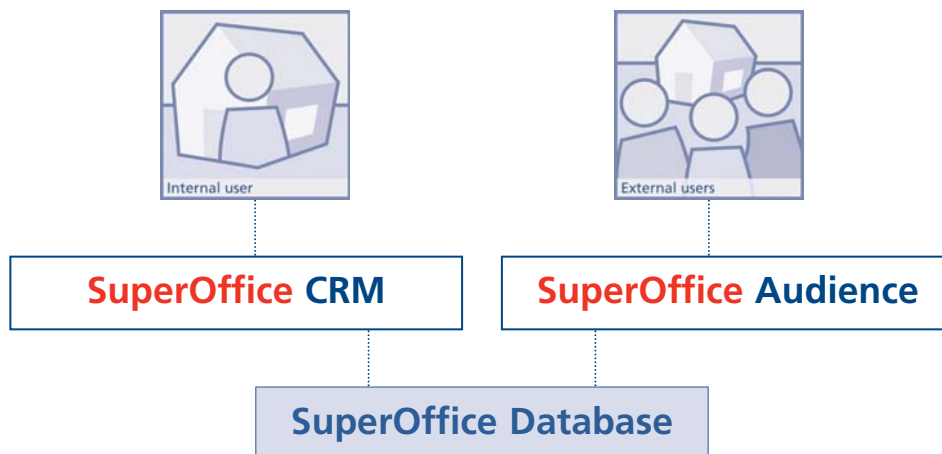 Internal user
External users
SuperOffice CRM
SuperOffice Audience
SuperOffice Database